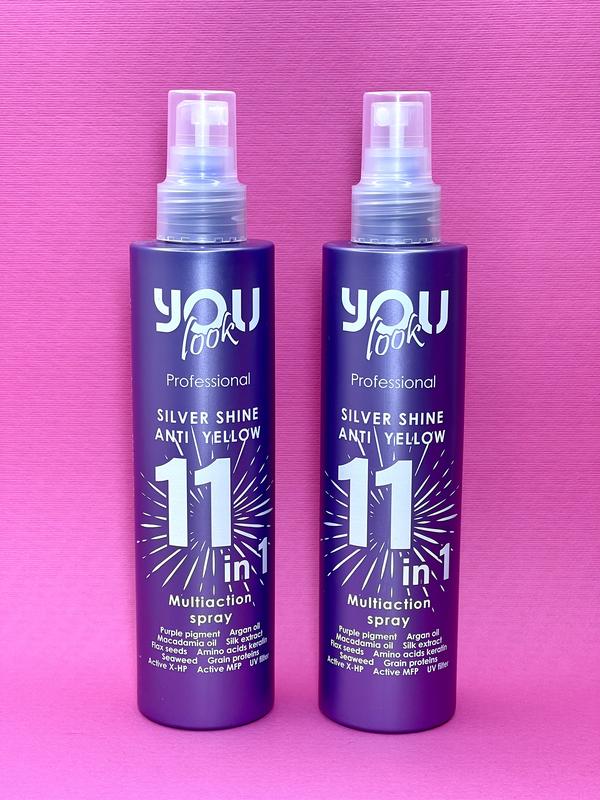 YOU
look
Professional
SILVER SHINE
ANTI YELLOW
11
in 1
Multiaction
spray
Purple pigment Argan oil
Macadamia oil Silk extract
Flax seeds Amino acids keratin
Seaweed Grain proteins
Active X-HP Active MFP UV filter
YOU
look
Professional
SILVER SHINE
ANTI YELLOW
11
in 1
Multiaction
spray
Purple pigment Argan oil
Macadamia oil Silk extract
Flax seeds Amino acids keratin
Seaweed Grain proteins
Active X-HP Active MFP UV filter